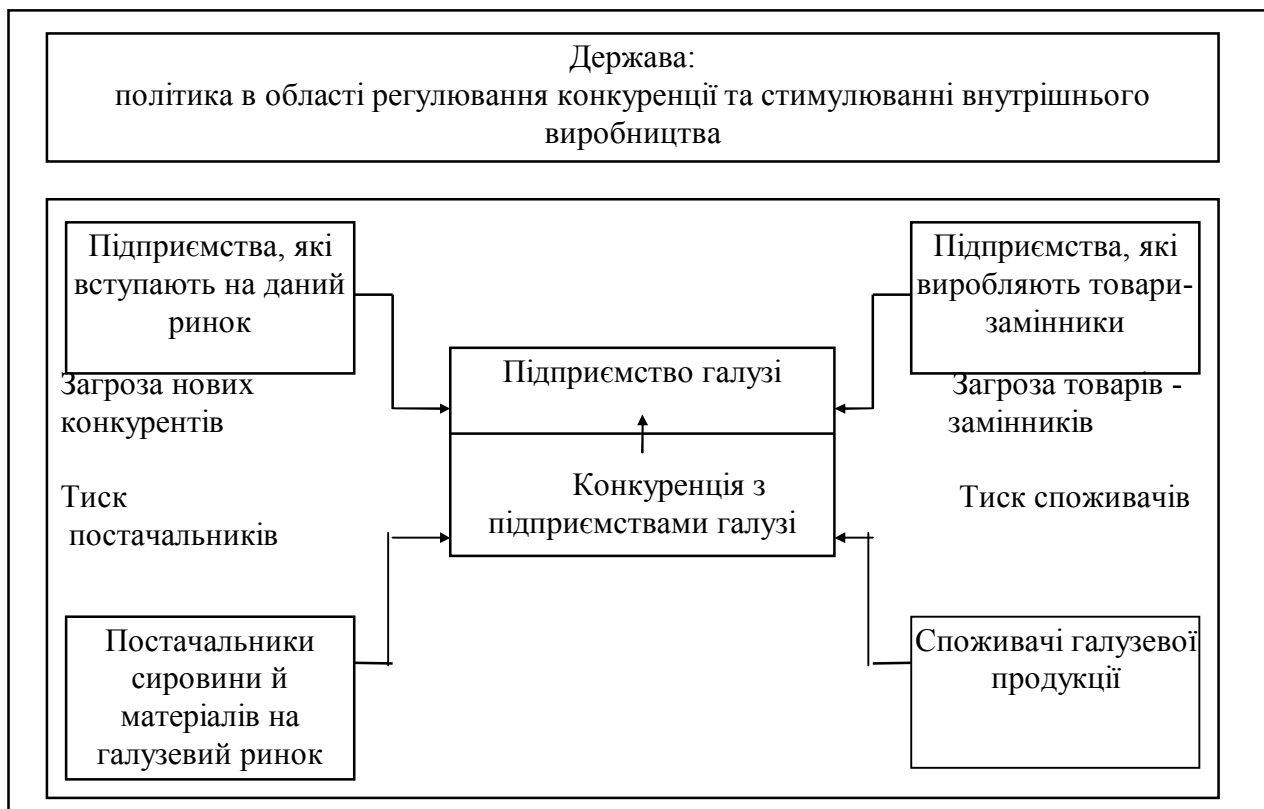 Держава:
політика в області регулювання конкуренції та стимулюванні внутрішнього
виробництва
Підприємства, які
вступають на даний
ринок
Підприємства, які
виробляють товари-
замінники
Загроза нових
конкурентів
Підприємство галузі
Загроза товарів -
замінників
Тиск
постачальників
Конкуренція з
підприємствами галузі
Тиск споживачів
Постачальники
сировини й
матеріалів на
галузевий ринок
Споживачі галузевої
продукції